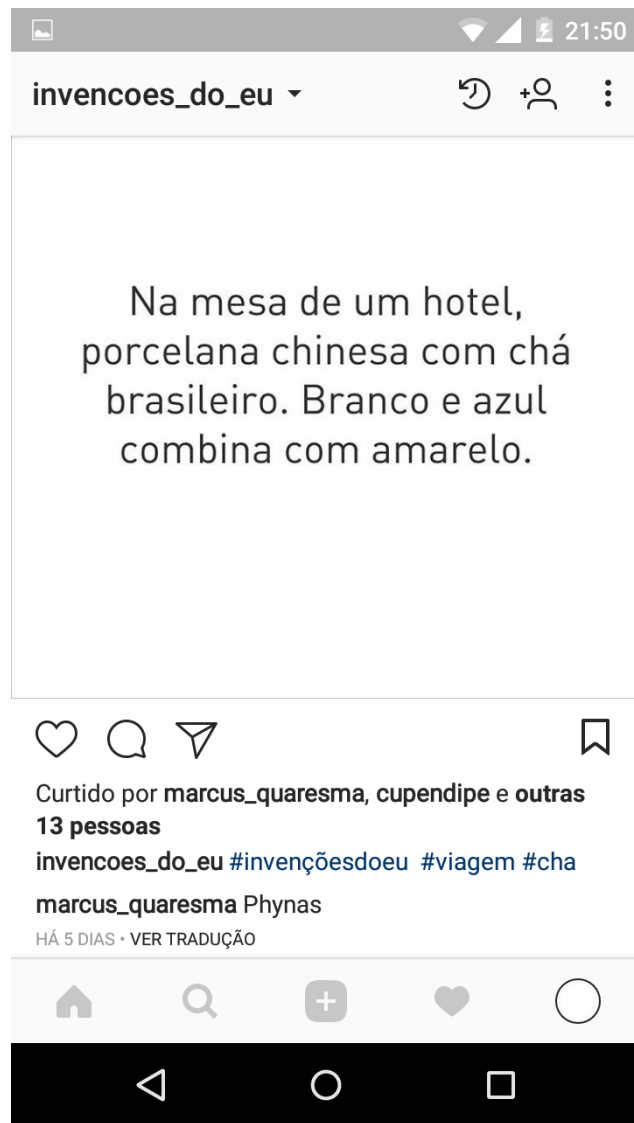 21:50
invencoes_do_eu
Na mesa de um hotel,
porcelana chinesa com chá
brasileiro. Branco e azul
combina com amarelo.
Curtido por marcus_quaresma, cupendipe e outras
13 pessoas
invencoes_do_eu #invençõesdoeu #viagem #cha
marcus_quaresma Phynas
HÁ 5 DIAS • VER TRADUÇÃO